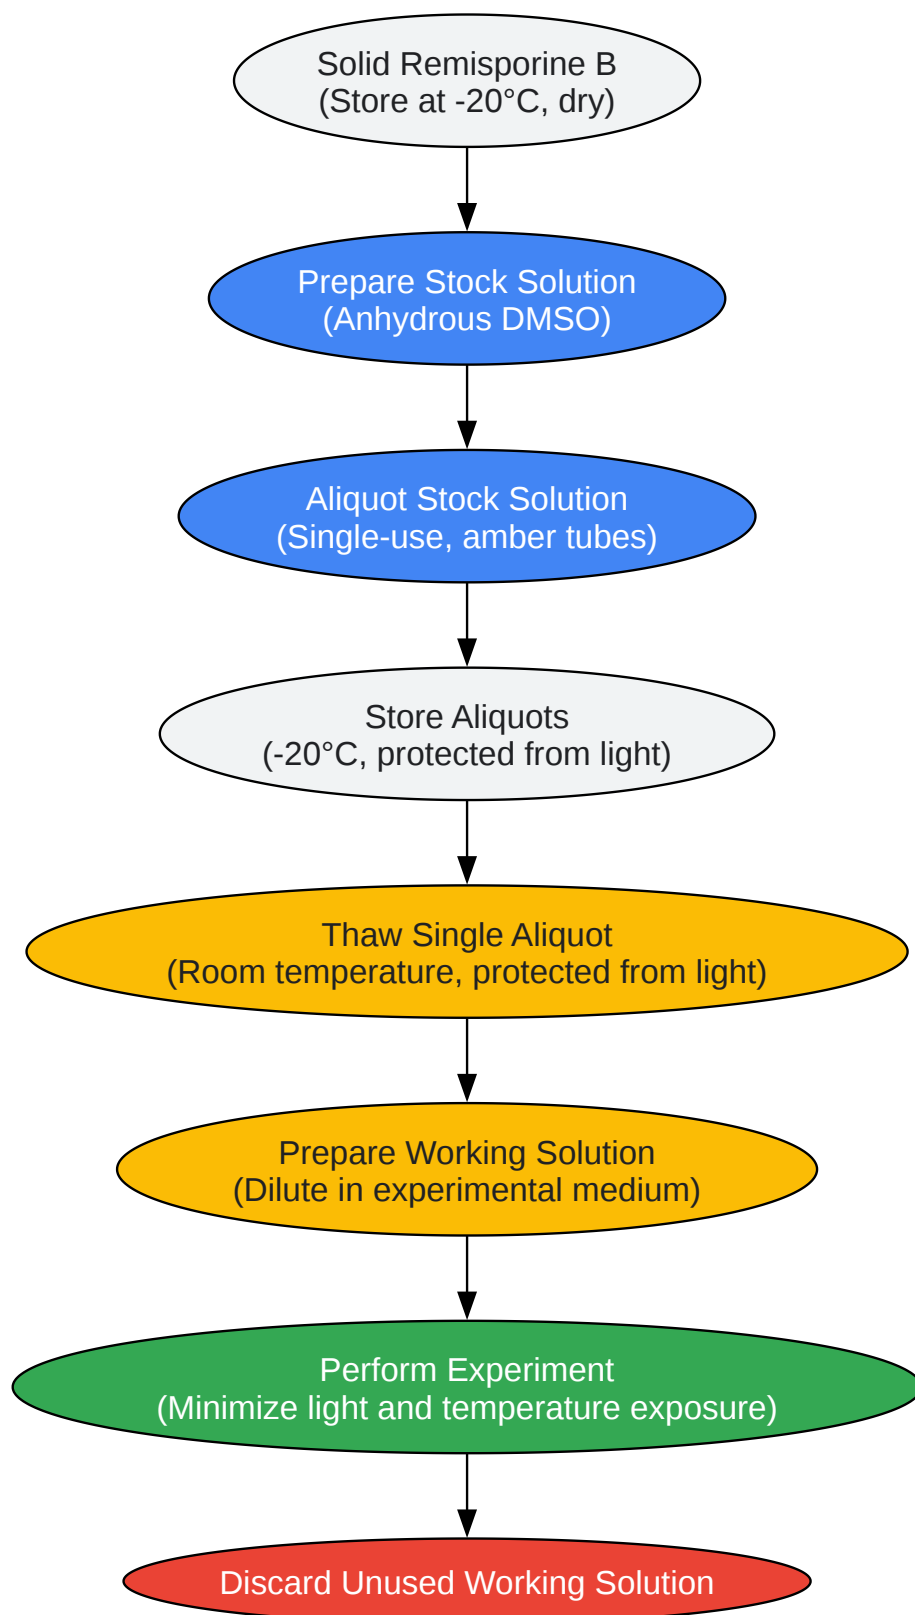 Solid Remisporine B
(Store at -20°C, dry)
Prepare Stock Solution
(Anhydrous DMSO)
Aliquot Stock Solution
(Single-use, amber tubes)
Store Aliquots
(-20°C, protected from light)
Thaw Single Aliquot
(Room temperature, protected from light)
Prepare Working Solution
(Dilute in experimental medium)
Perform Experiment
(Minimize light and temperature exposure)
Discard Unused Working Solution